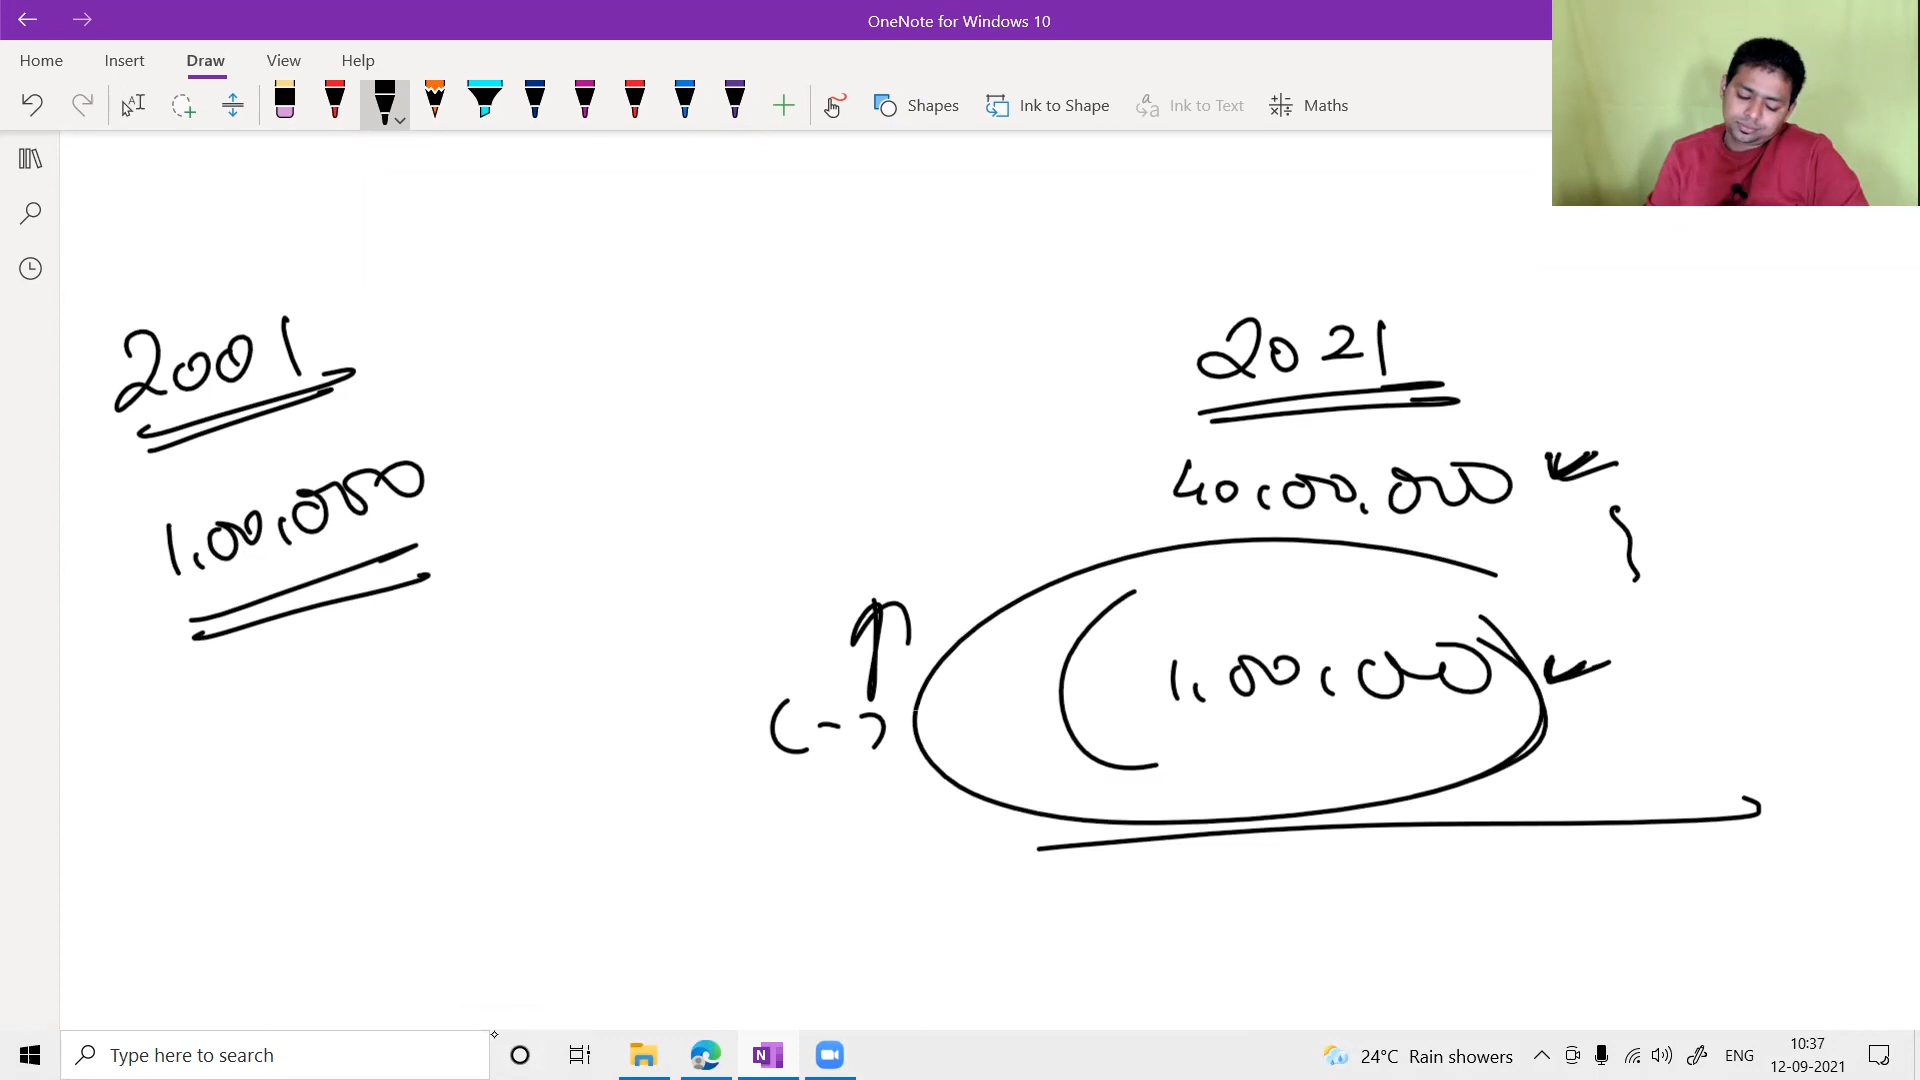 OneNote for Windows 10
Home Insert Draw View Help
Shapes Ink to Shape Ink to Text Maths
2001
1,00,000
2021
40,00,000
(1,00,000)
(-)
Type here to search
24°C Rain showers
ENG
10:37
12-09-2021